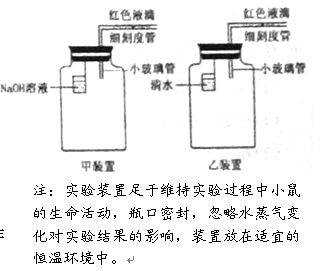 红色液滴
细刻度管
小玻璃管
NaOH溶液
甲装置
红色液滴
细刻度管
小玻璃管
清水
乙装置
注：实验装置足于维持实验过程中小鼠
的生命活动，瓶口密封，忽略水蒸气变
化对实验结果的影响，装置放在适宜的
恒温环境中。